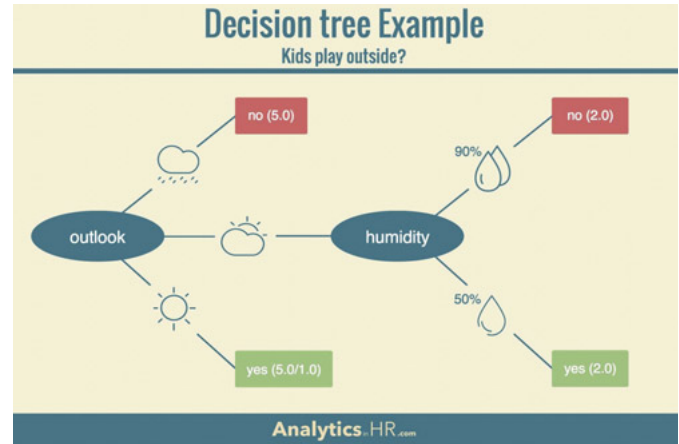 Decision tree Example
Kids play outside?
no (5.0)
no (2.0)
90%
outlook
humidity
50%
yes (5.0/1.0)
yes (2.0)
Analytics in HR.com